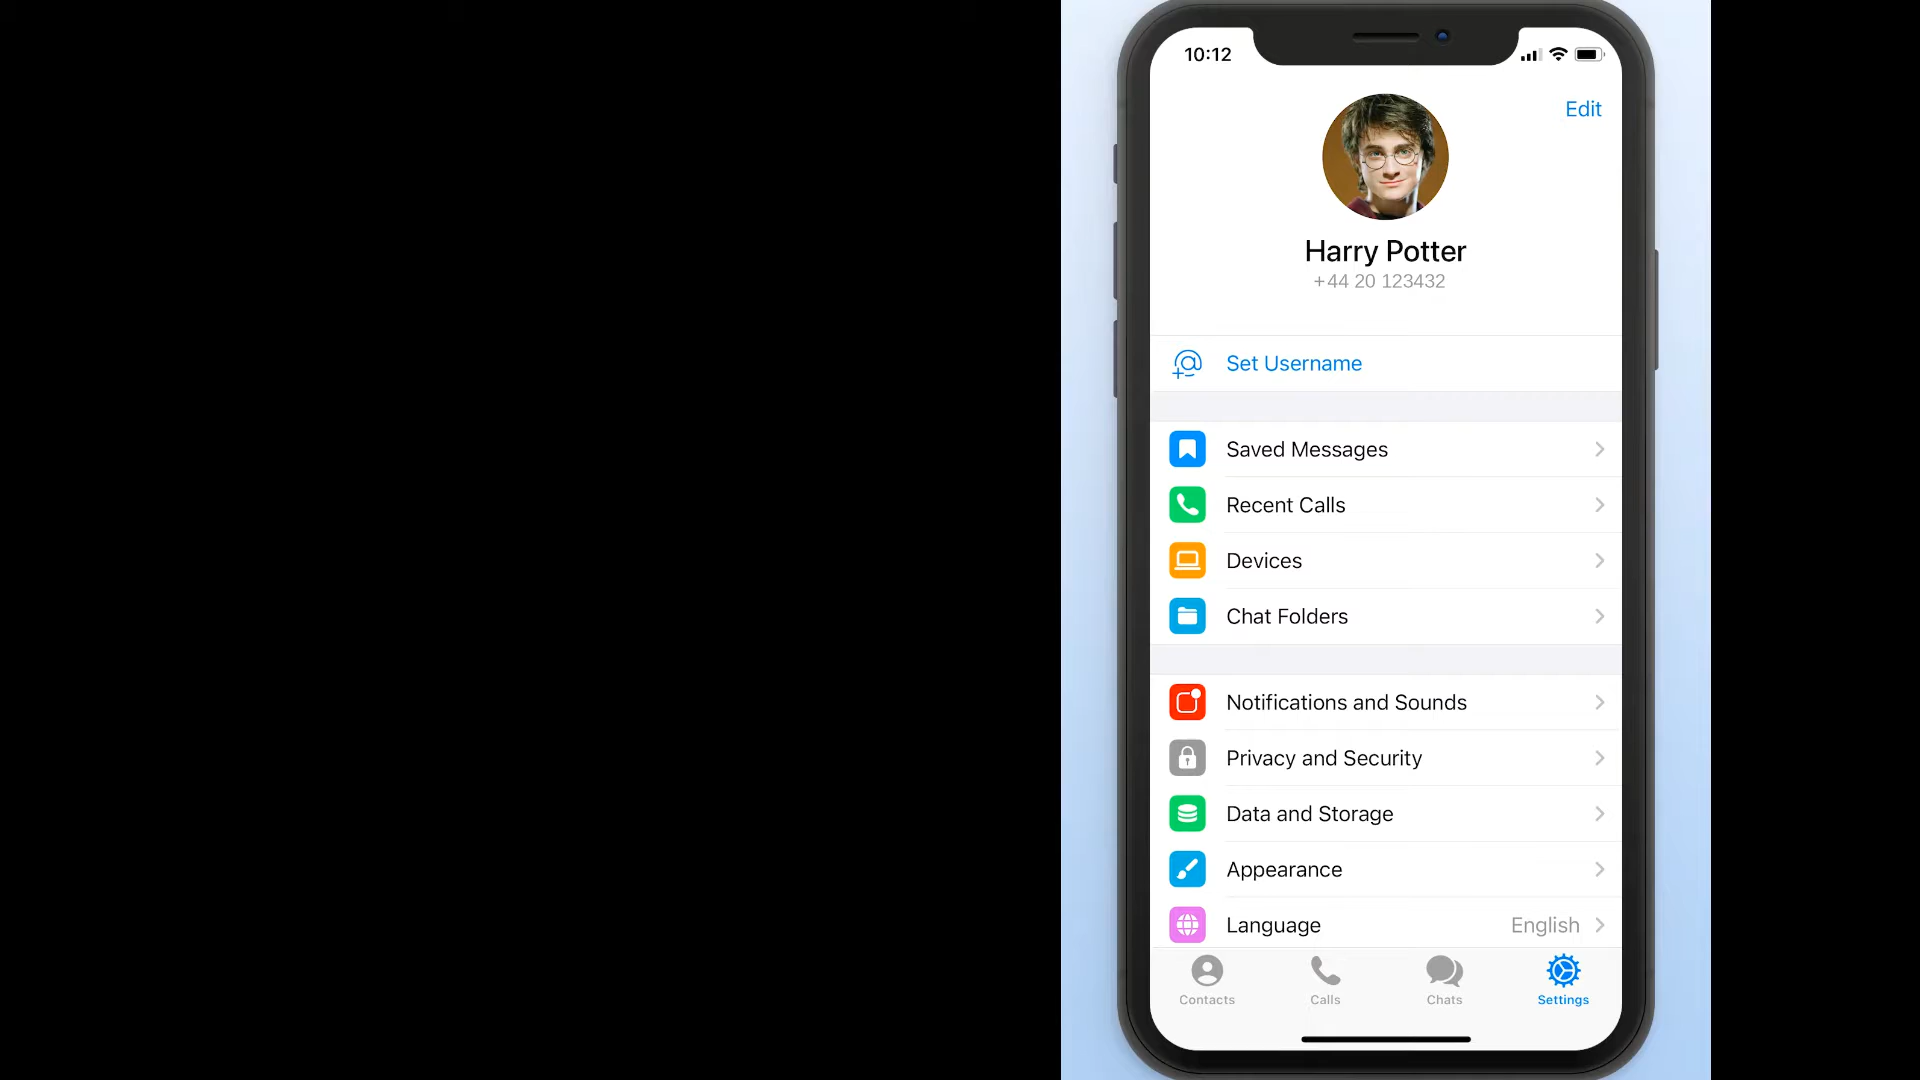 10:12
Edit
Harry Potter
+44 20 123432
Set Username
Saved Messages
Recent Calls
Devices
Chat Folders
Notifications and Sounds
Privacy and Security
Data and Storage
Appearance
Language English
Contacts Calls Chats Settings